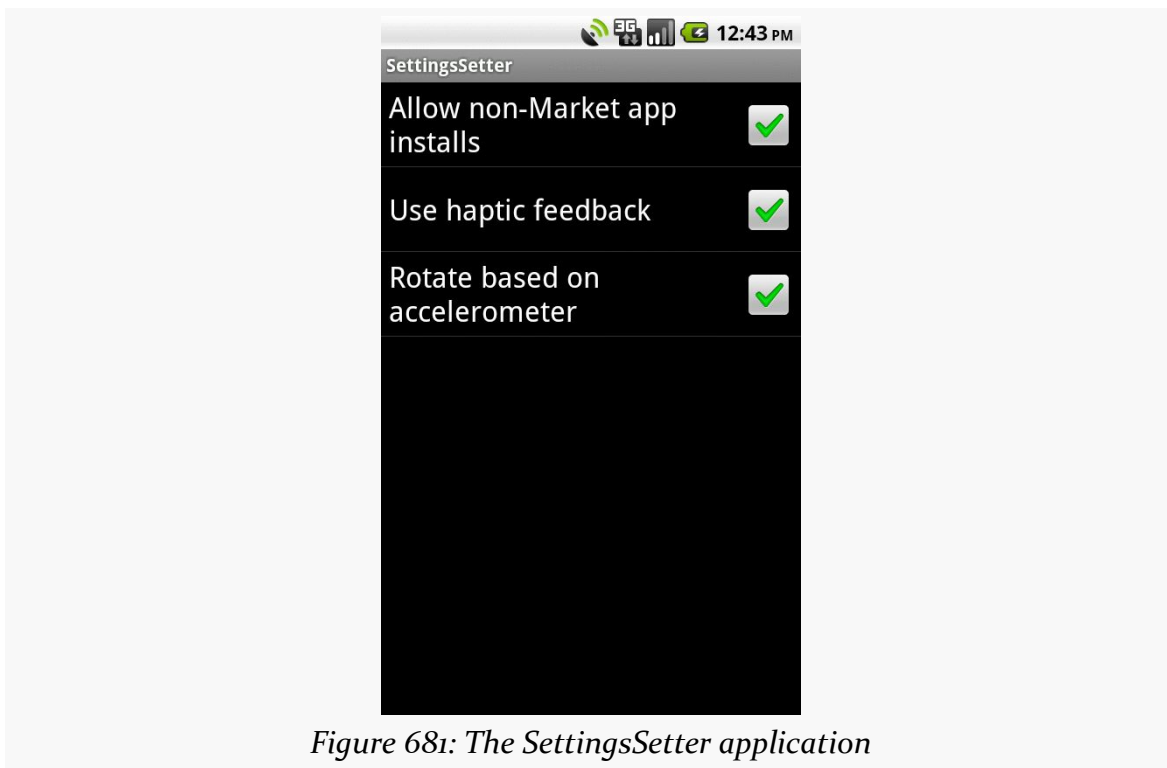 3G
12:43 PM
SettingsSetter
Allow non-Market app
installs
Use haptic feedback
Rotate based on
accelerometer
Figure 681: The SettingsSetter application